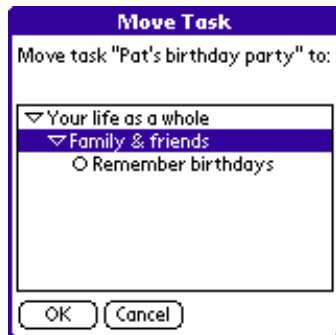 Move Task
Move task "Pat's birthday party" to:
Your life as a whole
Family & friends
Remember birthdays
OK Cancel